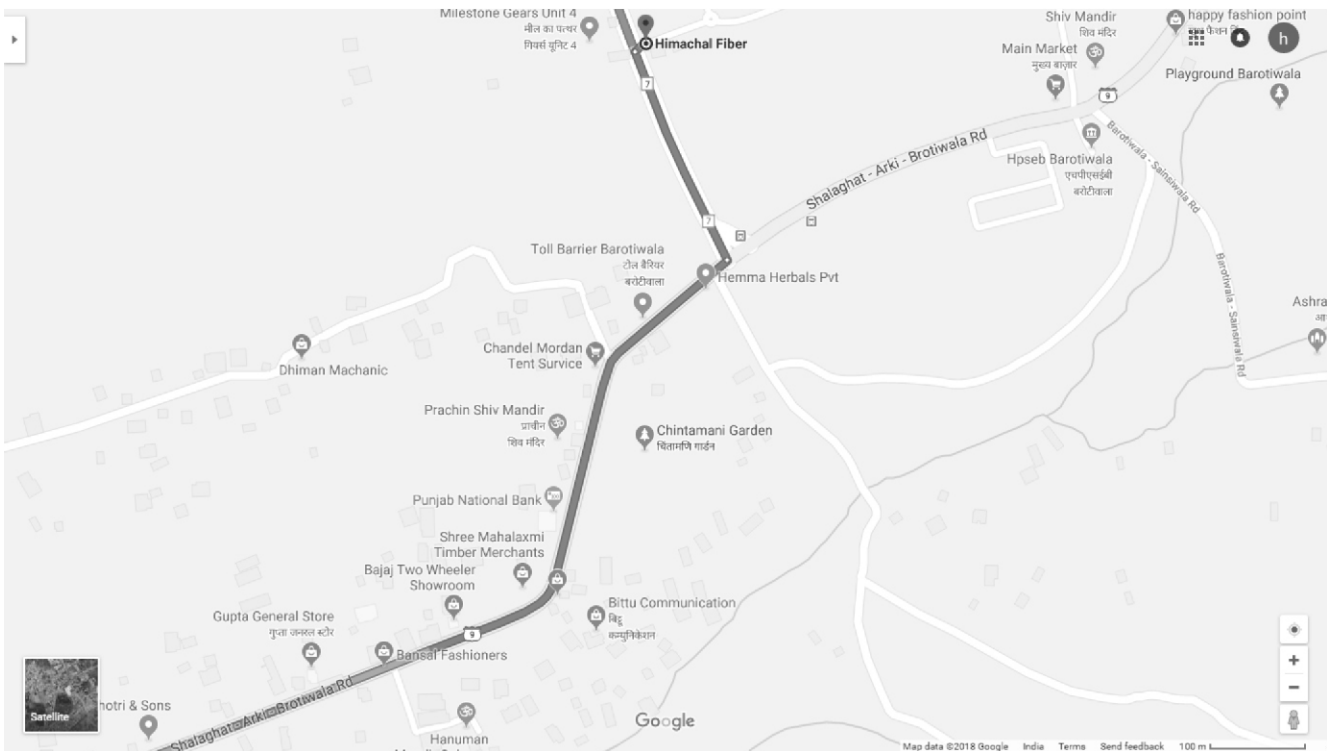 Milestone Gears Unit 4
मील का पत्थर
गियर्स यूनिट 4
Himachal Fiber
7
Shiv Mandir
शिव मंदिर
happy fashion point
h
Main Market
मुख्य बाज़ार
Playground Barotiwala
9
Shalaghat - Arki - Brotiwala Rd
Hpseb Barotiwala
एचपीएसईबी
बरोटीवाला
Barotiwala - Sainsiwala Rd
Barotiwala - Sainsiwala Rd
7
Toll Barrier Barotiwala
टोल बैरियर
बरोटीवाला
Hemma Herbals Pvt
Ashra
Chandel Mordan
Tent Survice
Dhiman Machanic
Prachin Shiv Mandir
प्राचीन
शिव मंदिर
Chintamani Garden
चिंतामणि गार्डन
Punjab National Bank
Shree Mahalaxmi
Timber Merchants
Bajaj Two Wheeler
Showroom
Bittu Communication
बिट्टू
कम्युनिकेशन
Gupta General Store
गुप्ता जनरल स्टोर
9
Bansal Fashioners
Shalaghat - Arki - Brotiwala Rd
Satellite
hotri & Sons
Hanuman
Google
Map data ©2018 Google India Terms Send feedback 100 m